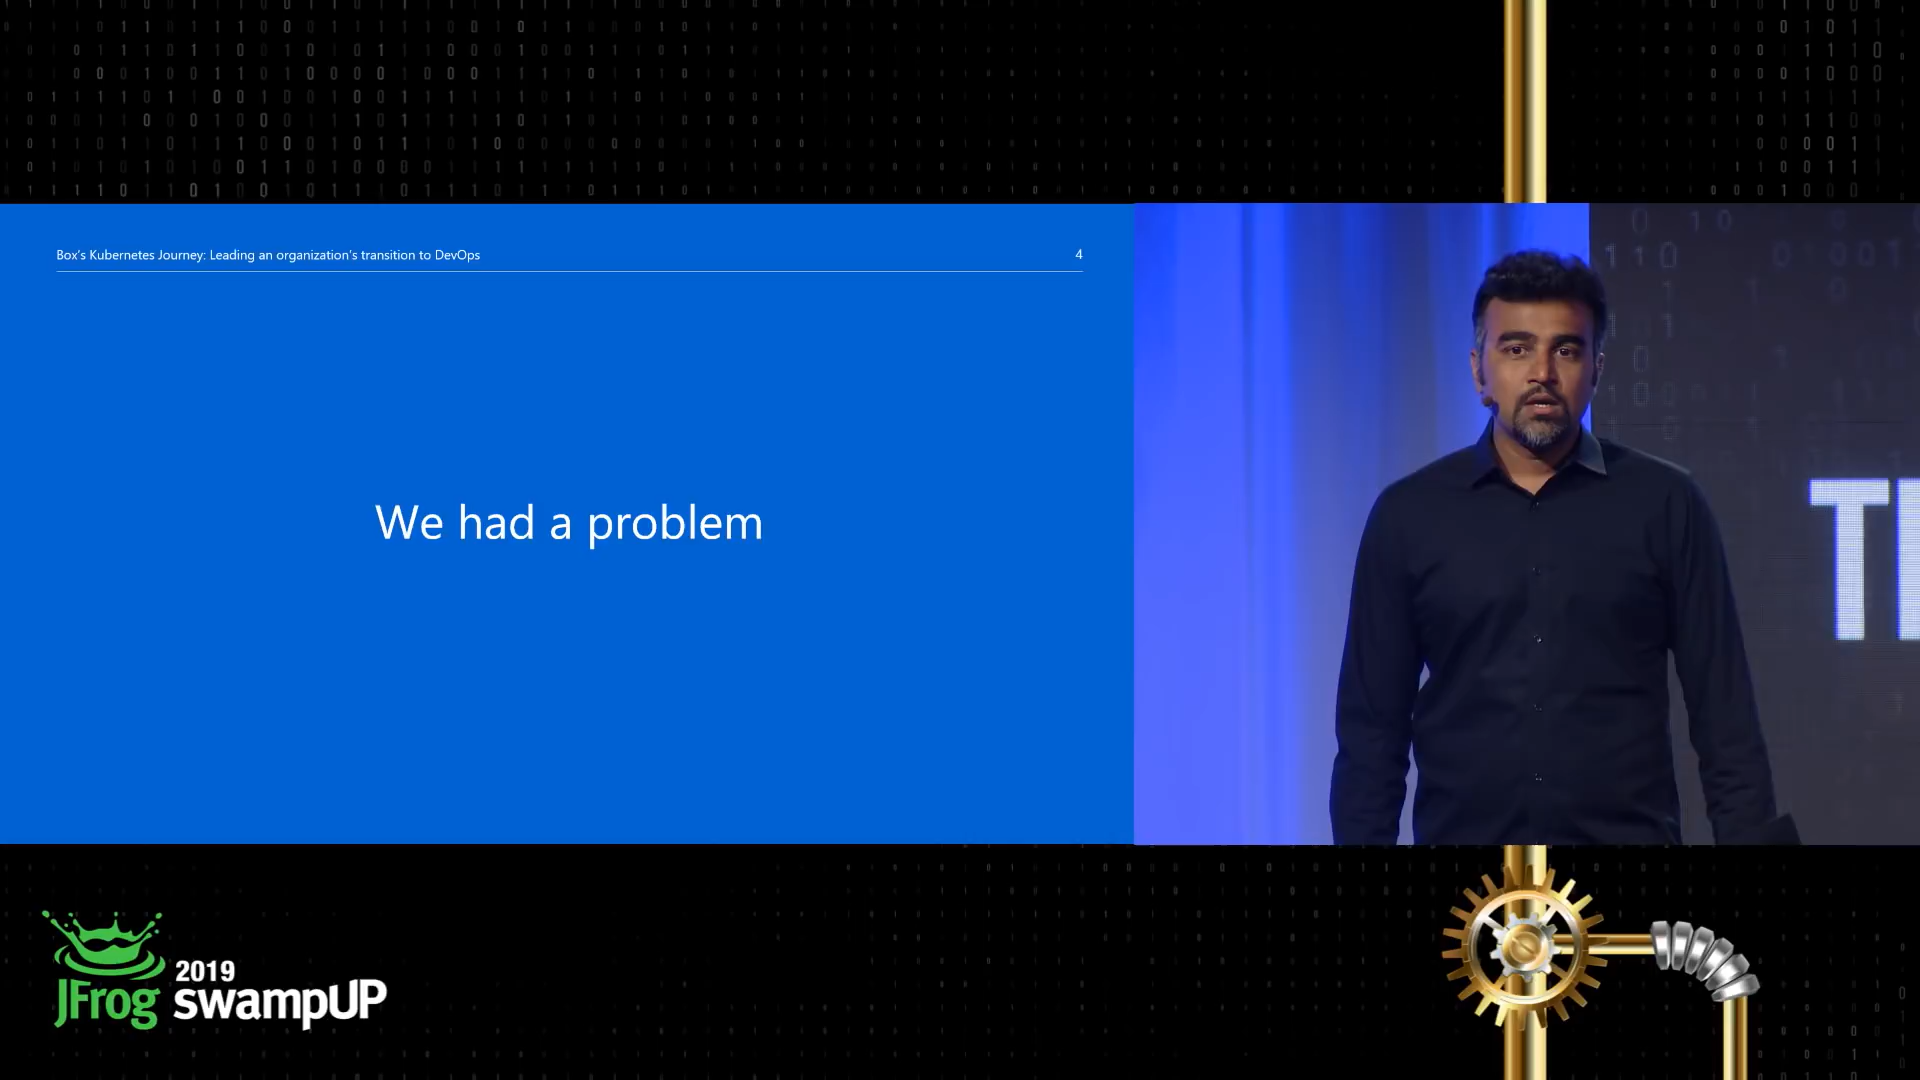 Box's Kubernetes Journey: Leading an organization's transition to DevOps
4
We had a problem
JFrog
2019
swampUP